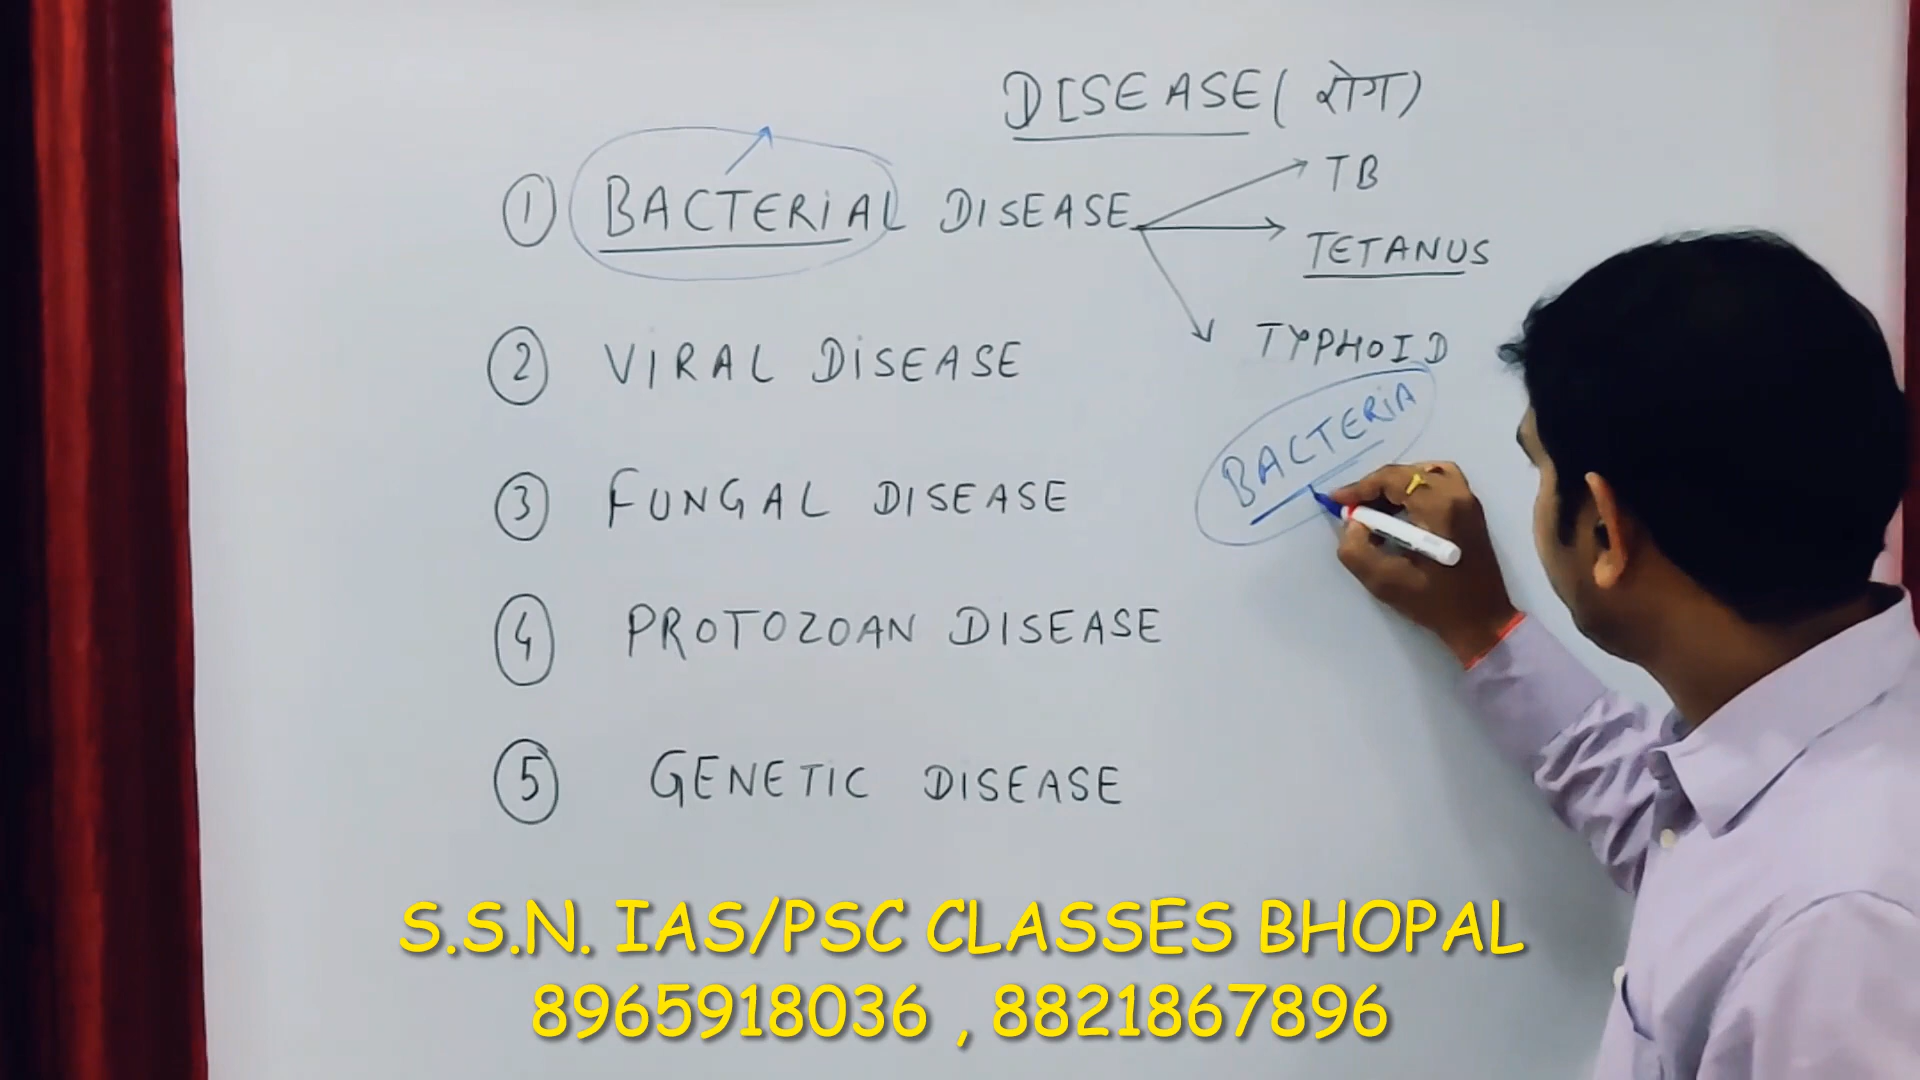 DISEASE (रोग)
① BACTERIAL DISEASE
TB
TETANUS
TYPHOID
BACTERIA
② VIRAL DISEASE
③ FUNGAL DISEASE
④ PROTOZOAN DISEASE
⑤ GENETIC DISEASE
S.S.N. IAS/PSC CLASSES BHOPAL
8965918036 , 8821867896